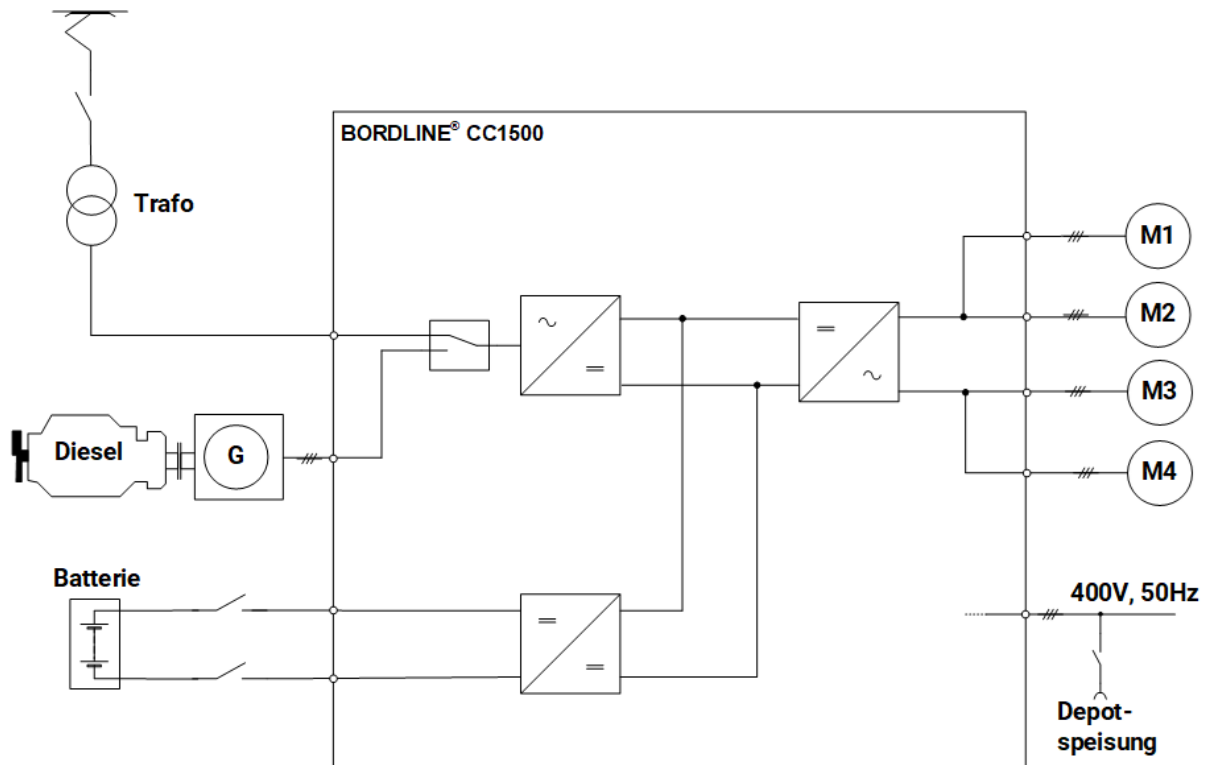 BORDLINE® CC1500
Trafo
M1
M2
M3
M4
Diesel
G
Batterie
400V, 50Hz
Depot-
speisung